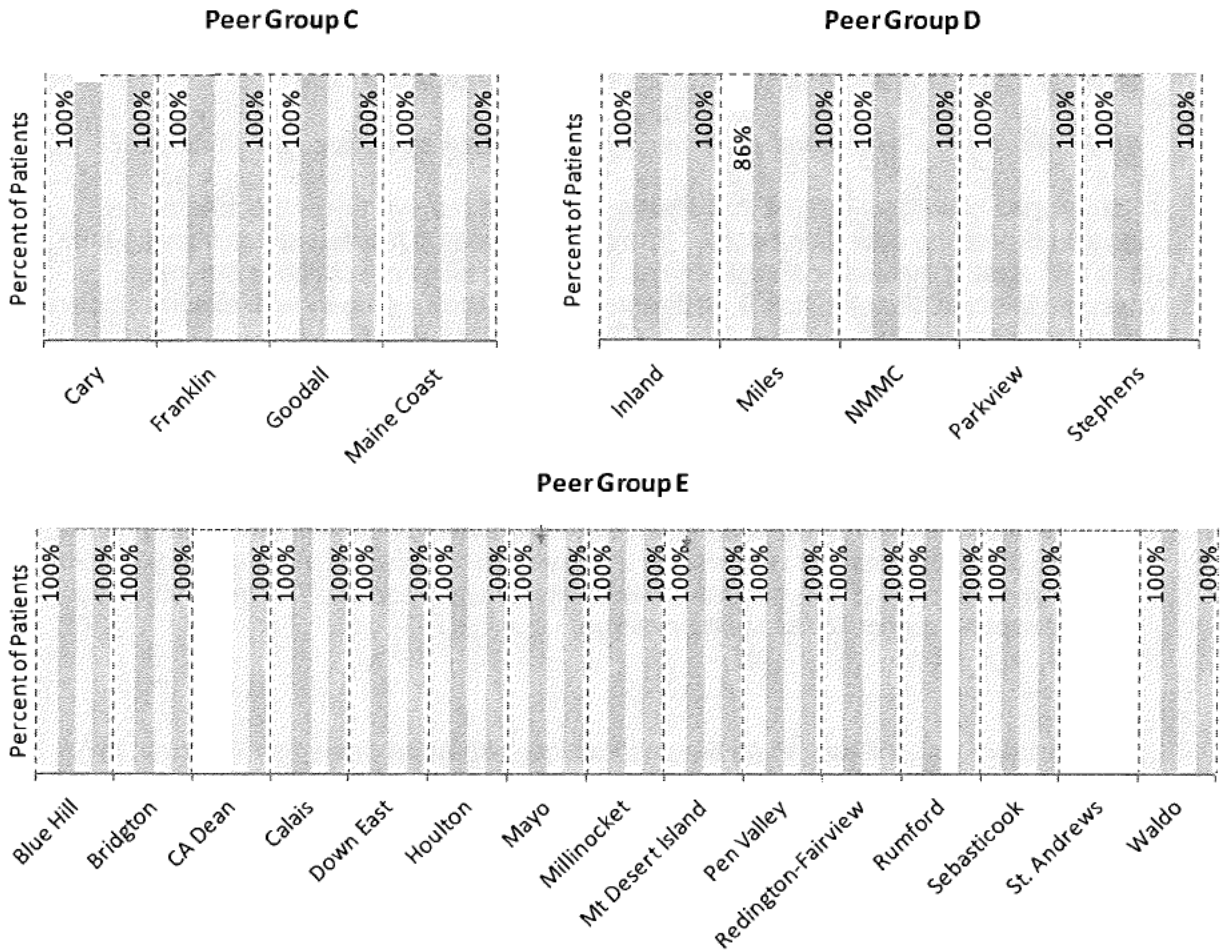 Peer Group C
Percent of Patients
100% 100% 100% 100% 100% 100% 100% 100%
Cary
Franklin
Goodall
Maine Coast
Peer Group D
Percent of Patients
100% 100% 86% 100% 100% 100% 100% 100% 100% 100%
Inland
Miles
NMMC
Parkview
Stephens
Peer Group E
Percent of Patients
100% 100% 100% 100% 100% 100% 100% 100% 100% 100% 100% 100% 100% 100% 100% 100% 100% 100% 100% 100% 100% 100% 100% 100% 100% 100% 100%
Blue Hill
Bridgton
CA Dean
Calais
Down East
Houlton
Mayo
Millinocket
Mt Desert Island
Pen Valley
Redington-Fairview
Rumford
Sebasticook
St. Andrews
Waldo